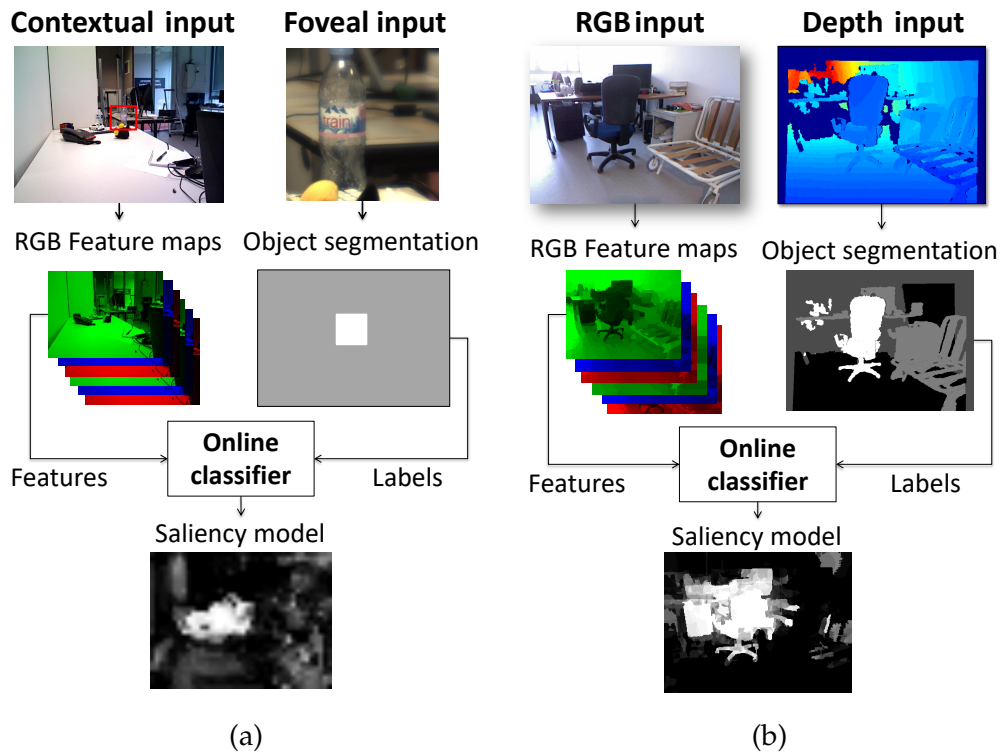 Contextual input
Foveal input
trainu
RGB Feature maps
Object segmentation
Online
classifier
Features
Labels
Saliency model
(a)
RGB input
Depth input
RGB Feature maps
Object segmentation
Online
classifier
Features
Labels
Saliency model
(b)